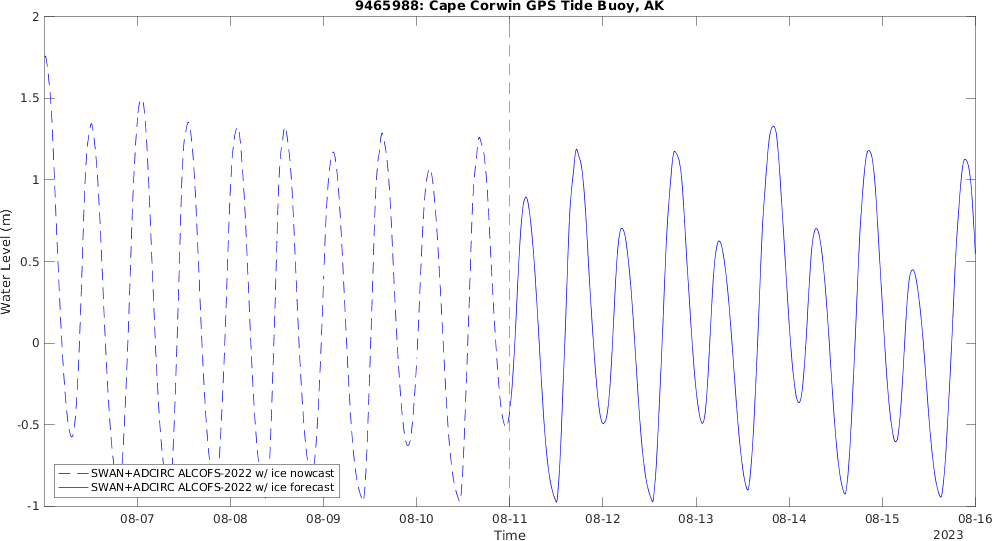 9465988: Cape Corwin GPS Tide Buoy, AK
Water Level (m)
2
1.5
1
0.5
0
-0.5
-1
SWAN+ADCIRC ALCOFS-2022 w/ ice nowcast
SWAN+ADCIRC ALCOFS-2022 w/ ice forecast
08-07 08-08 08-09 08-10 08-11 08-12 08-13 08-14 08-15 08-16
Time
2023